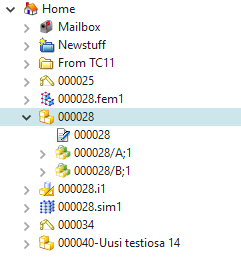 Home
Mailbox
Newstuff
From TC11
000025
000028.fem1
000028
000028
000028/A;1
000028/B;1
000028.i1
000028.sim1
000034
000040-Uusi testiosa 14